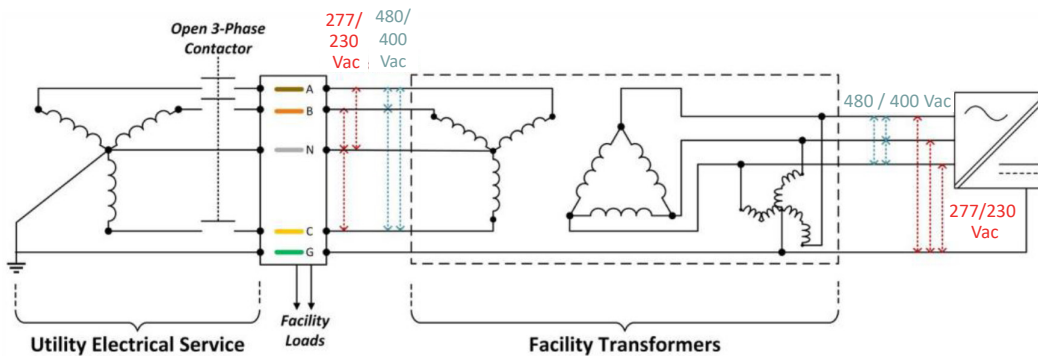 Open 3-Phase
Contactor
277/
230
Vac
480/
400
Vac
A
B
N
C
G
480 / 400 Vac
277/230
Vac
Facility
Loads
Utility Electrical Service
Facility Transformers